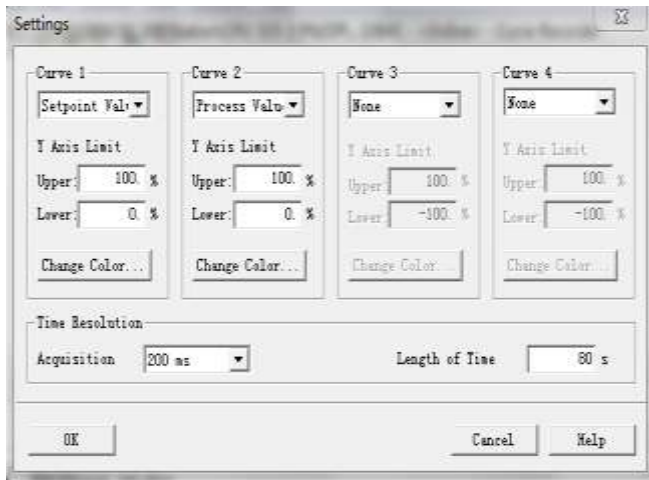 Settings
Curve 1 Curve 2 Curve 3 Curve 4
Setpoint Val Process Valu None None
Y Axis Limit Y Axis Limit Y Axis Limit Y Axis Limit
Upper: 100. % Upper: 100. % Upper: 100. % Upper: 100. %
Lower: 0. % Lower: 0. % Lower: -100. % Lower: -100. %
Change Color... Change Color... Change Color... Change Color...
Time Resolution
Acquisition 200 ms Length of Time 80 s
OK Cancel Help